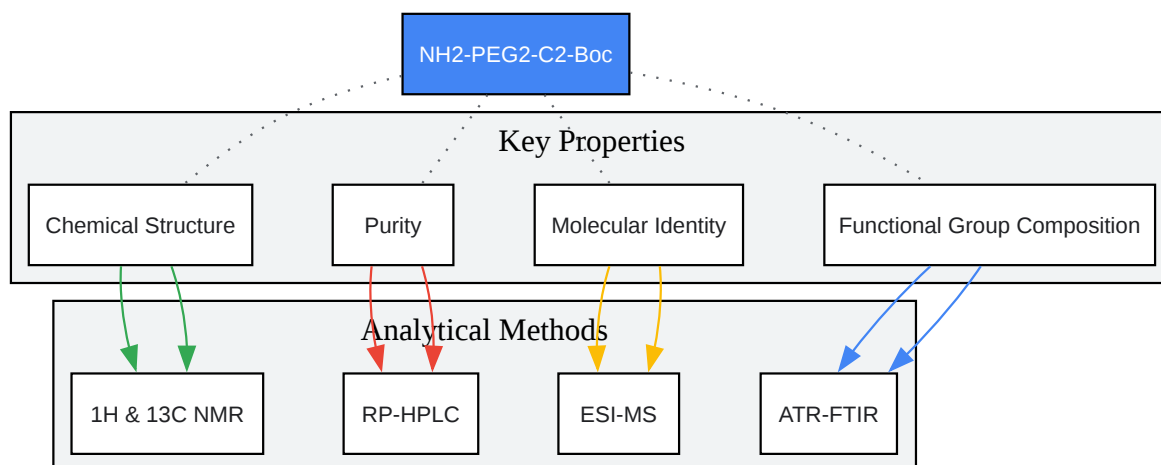 NH2-PEG2-C2-Boc
Key Properties
Chemical Structure
Purity
Molecular Identity
Functional Group Composition
Analytical Methods
1H & 13C NMR
RP-HPLC
ESI-MS
ATR-FTIR